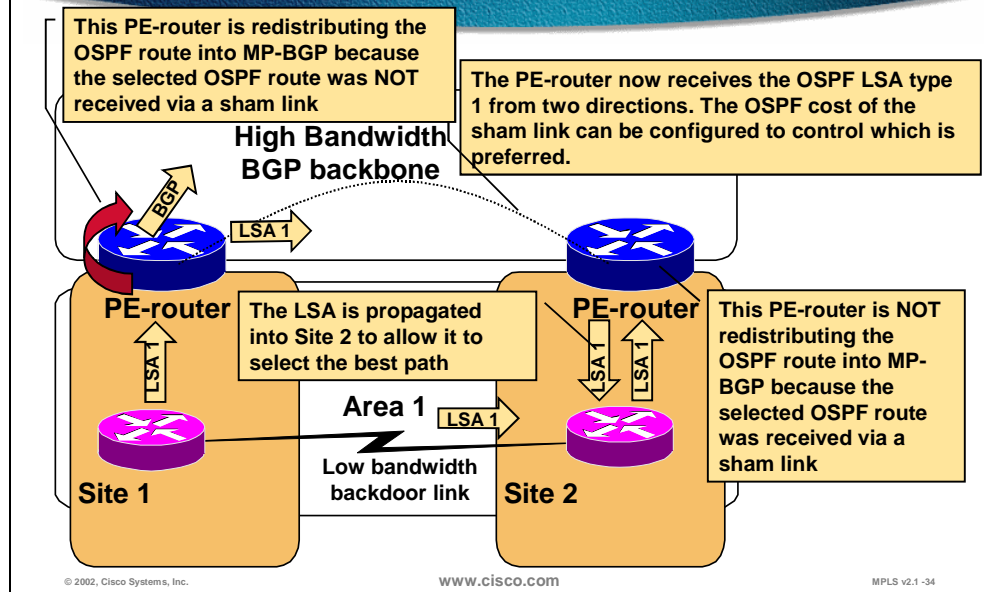 This PE-router is redistributing the
OSPF route into MP-BGP because
the selected OSPF route was NOT
received via a sham link
The PE-router now receives the OSPF LSA type
1 from two directions. The OSPF cost of the
sham link can be configured to control which is
preferred.
High Bandwidth
BGP backbone
BGP
LSA 1
PE-router
PE-router
The LSA is propagated
into Site 2 to allow it to
select the best path
This PE-router is NOT
redistributing the
OSPF route into MP-
BGP because the
selected OSPF route
was received via a
sham link
LSA 1
LSA 1
LSA 1
Area 1
LSA 1
Low bandwidth
backdoor link
Site 1
Site 2
© 2002, Cisco Systems, Inc.
www.cisco.com
MPLS v2.1 -34